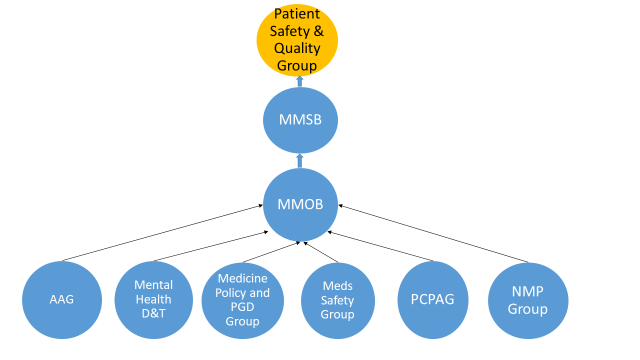 Patient
Safety &
Quality
Group
MMSB
MMOB
AAG
Mental
Health
D&T
Medicine
Policy and
PGD
Group
Meds
Safety
Group
PCPAG
NMP
Group